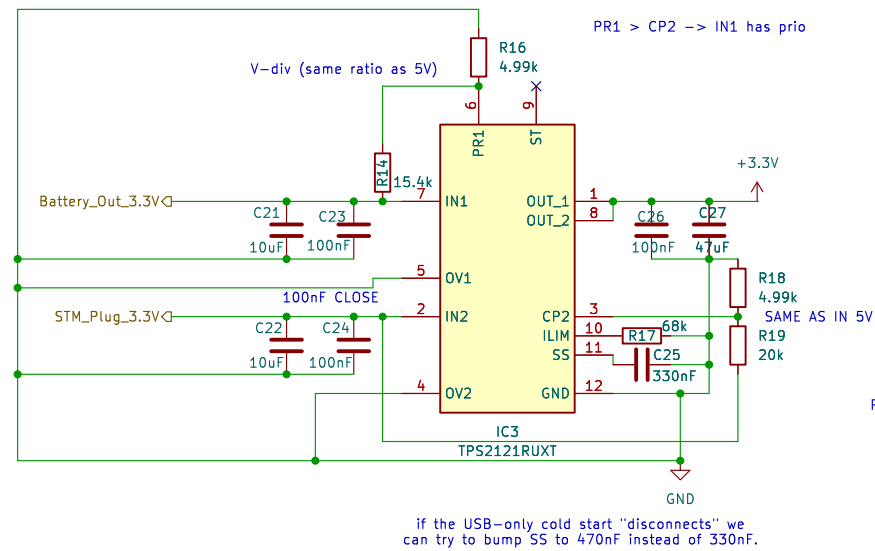 PR1 > CP2 -> IN1 has prio
R16
4.99k
V-div (same ratio as 5V)
6
PR1
9
ST
R14
15.4k
+3.3V
Battery_Out_3.3V
7
IN1
OUT_1
1
OUT_2
8
C21
10uF
C23
100nF
C26
100nF
C27
47uF
5
OV1
100nF CLOSE
R18
4.99k
STM_Plug_3.3V
2
IN2
CP2
3
SAME AS IN 5V
ILIM
10
R17
68k
R19
20k
SS
11
C25
330nF
C22
10uF
C24
100nF
4
OV2
GND
12
F
IC3
TPS2121RUXT
GND
if the USB-only cold start "disconnects" we
can try to bump SS to 470nF instead of 330nF.